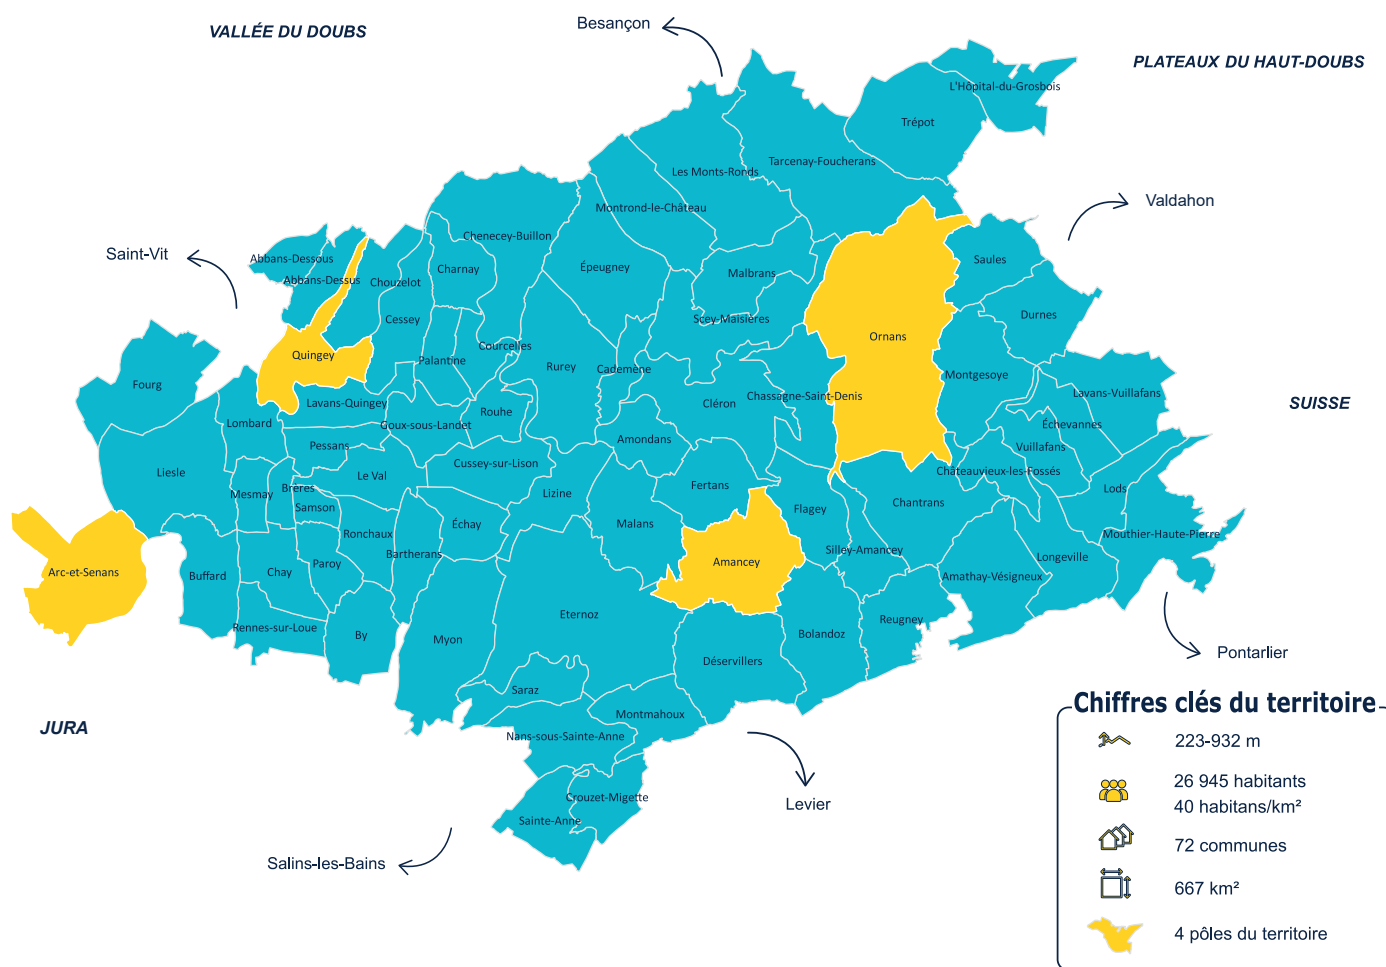 VALLÉE DU DOUBS
Besançon
PLATEAUX DU HAUT-DOUBS
L'Hôpital-du-Grosbois
Trépot
Tarcenay-Foucherans
Les Monts-Ronds
Valdahon
Montrond-le-Château
Chenecey-Buillon
Saint-Vit
Abbans-Dessous
Saules
Charnay
Épeugney
Malbrans
Abbans-Dessus
Chouzelot
Durnes
Cessey
Scey-Maisières
Ornans
Courcelles
Quingey
Palantine
Rurey
Cademène
Montgesoye
Fourg
Lavans-Vuillafans
Chassagne-Saint-Denis
Lavans-Quingey
Cléron
SUISSE
Rouhe
Lombard
Goux-sous-Landet
Échevannes
Amondans
Pessans
Vuillafans
Cussey-sur-Lison
Liesle
Le Val
Châteauvieux-les-Fossés
Fertans
Brères
Lods
Mesmay
Lizine
Chantrans
Samson
Flagey
Échay
Malans
Ronchaux
Mouthier-Haute-Pierre
Bartherans
Silley-Amancey
Longeville
Amancey
Paroy
Arc-et-Senans
Chay
Buffard
Amathay-Vésigneux
Eternoz
Reugney
Rennes-sur-Loue
By
Bolandoz
Myon
Pontarlier
Déservillers
Saraz
Montmahoux
JURA
Nans-sous-Sainte-Anne
Crouzet-Migette
Levier
Sainte-Anne
Salins-les-Bains
Chiffres clés du territoire
223-932 m
26 945 habitants
40 habitans/km²
72 communes
667 km²
4 pôles du territoire